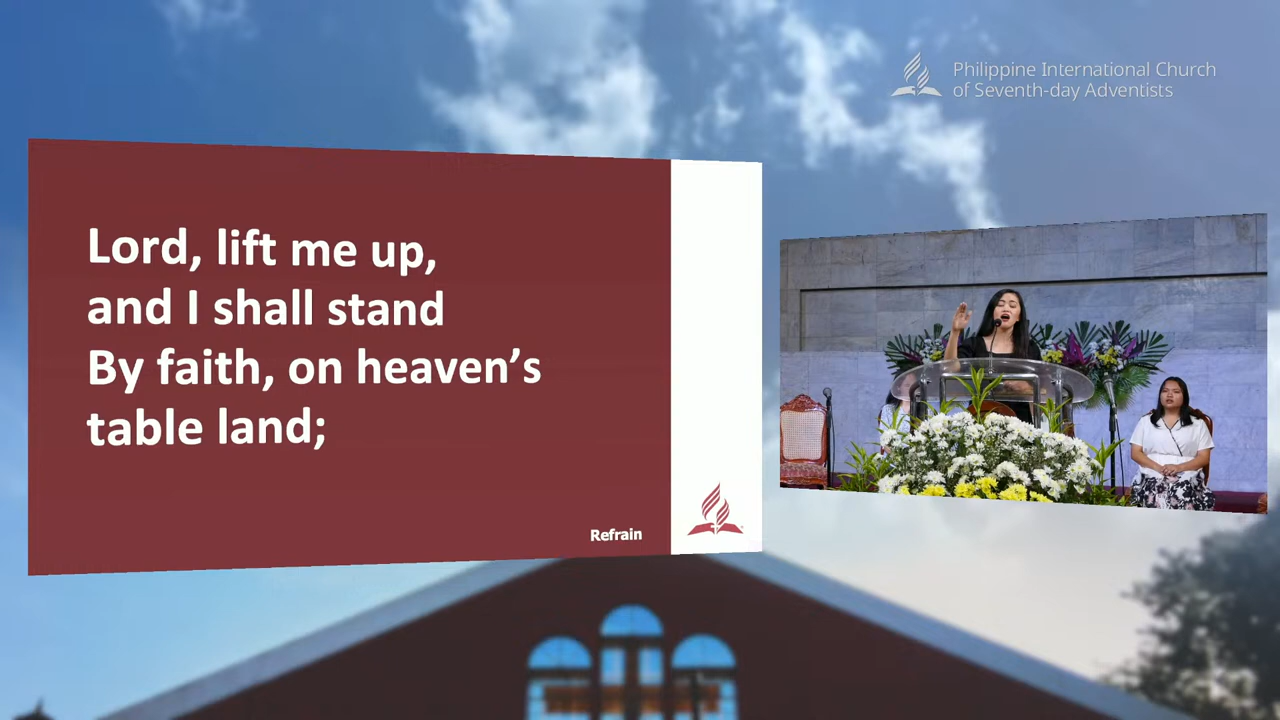 Philippine International Church
of Seventh-day Adventists
Lord, lift me up,
and I shall stand
By faith, on heaven’s
table land;
Refrain